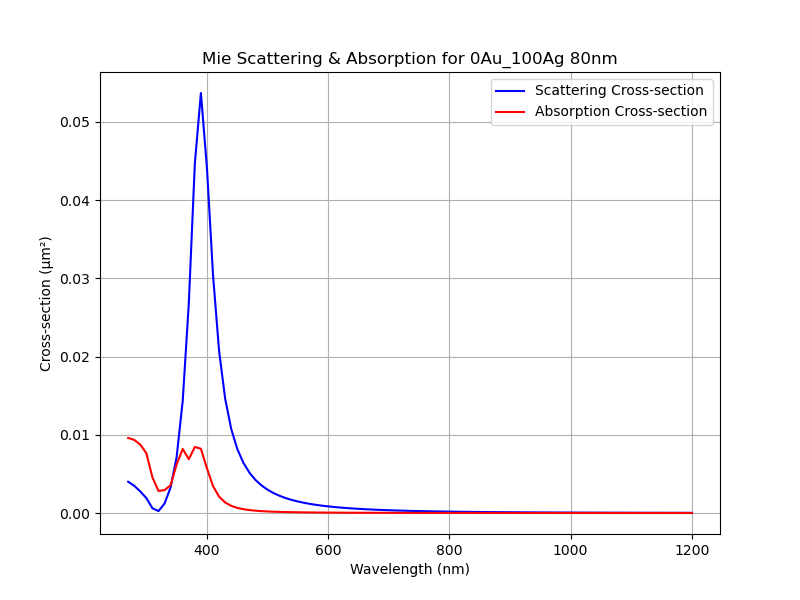 Mie Scattering & Absorption for 0Au_100Ag 80nm
Scattering Cross-section
Absorption Cross-section
Cross-section (μm²)
0.05
0.04
0.03
0.02
0.01
0.00
400 600 800 1000 1200
Wavelength (nm)